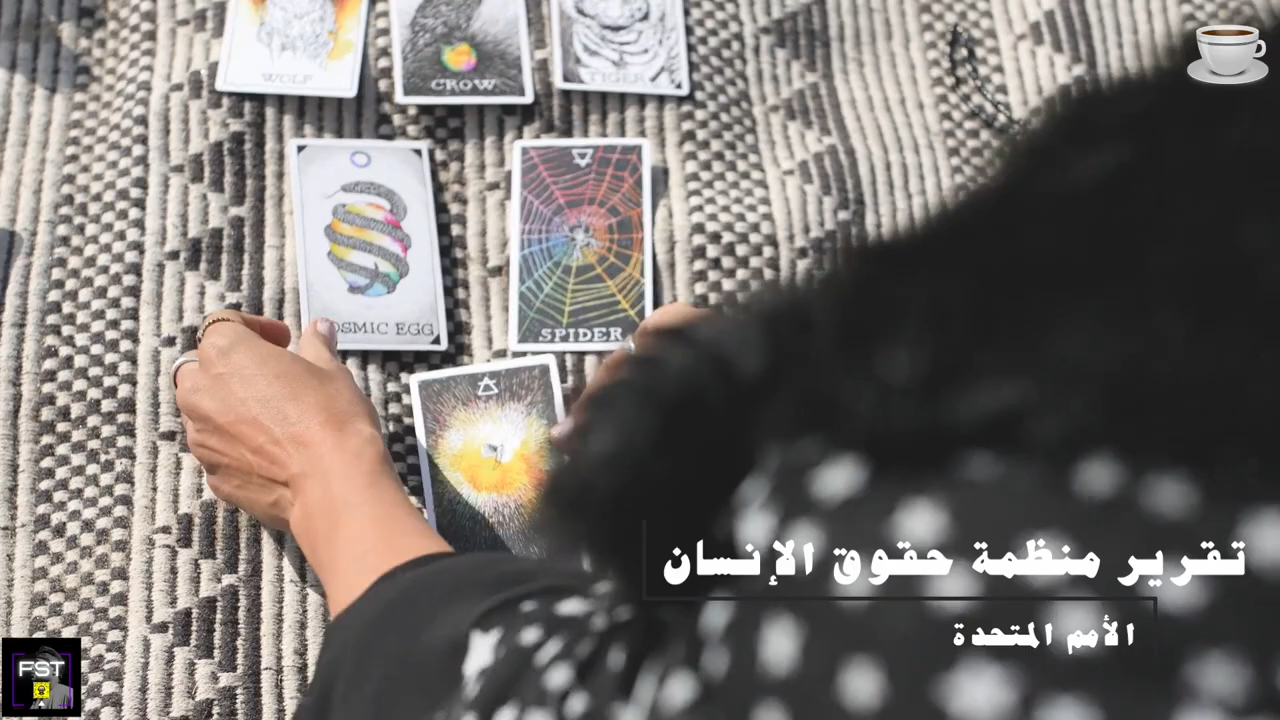 WOLF
CROW
TIGER
OSMIC EGG
SPIDER
تقرير منظمة حقوق الإنسان
الأمم المتحدة
FST